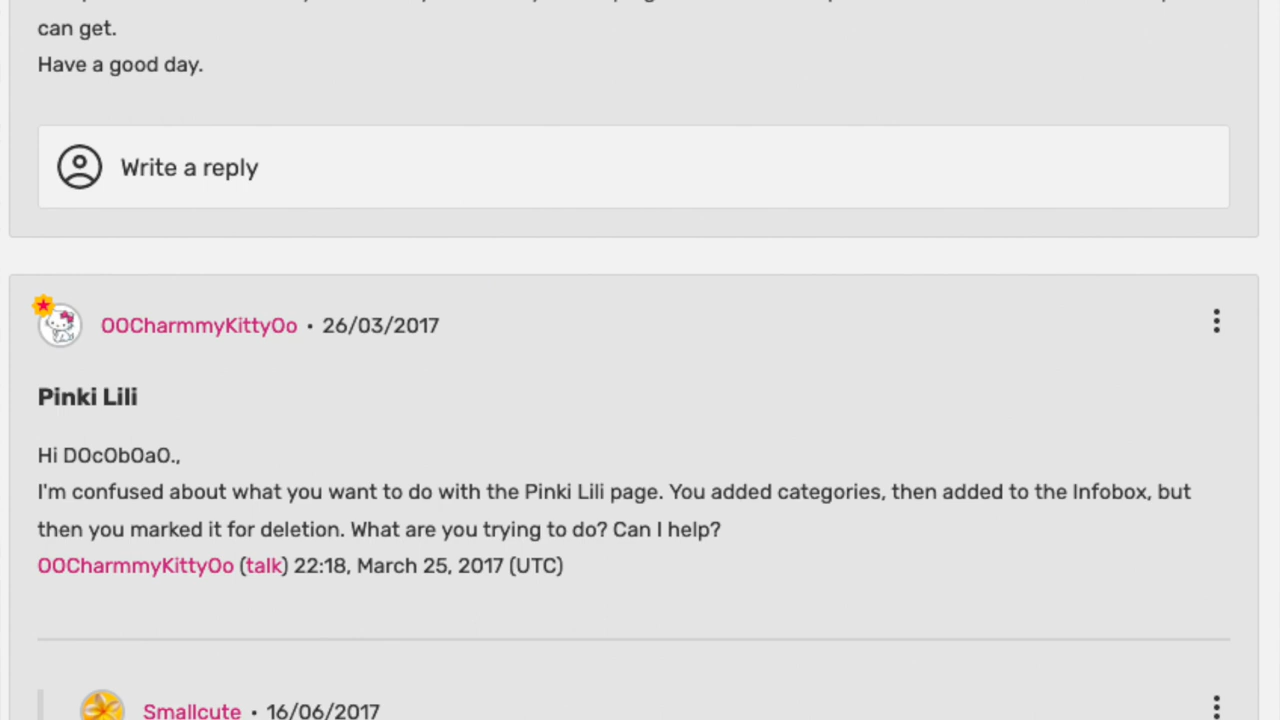 can get.
Have a good day.
Write a reply
OOCharmmyKittyOo • 26/03/2017
Pinki Lili
Hi DOcObOaO.,
I'm confused about what you want to do with the Pinki Lili page. You added categories, then added to the Infobox, but
then you marked it for deletion. What are you trying to do? Can I help?
OOCharmmyKittyOo (talk) 22:18, March 25, 2017 (UTC)
Smallcute • 16/06/2017